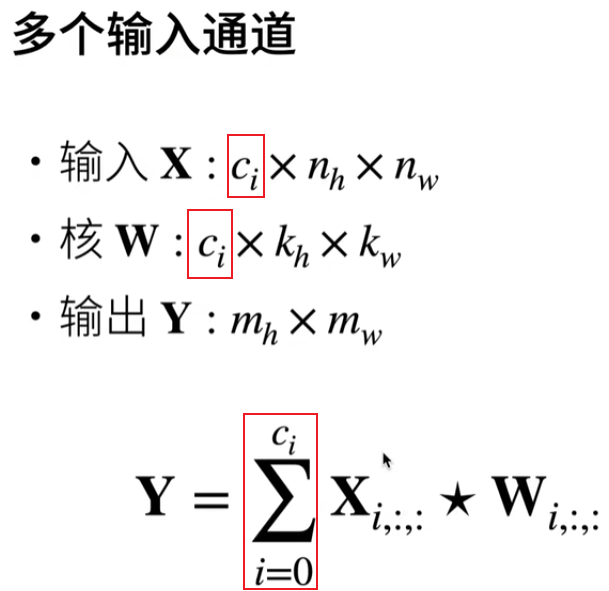 多个输入通道
• 输入 X : c_i × n_h × n_w
• 核 W : c_i × k_h × k_w
• 输出 Y : m_h × m_w
Y = ∑_{i=0}^{c_i} X_{i,:,:} ★ W_{i,:,:}